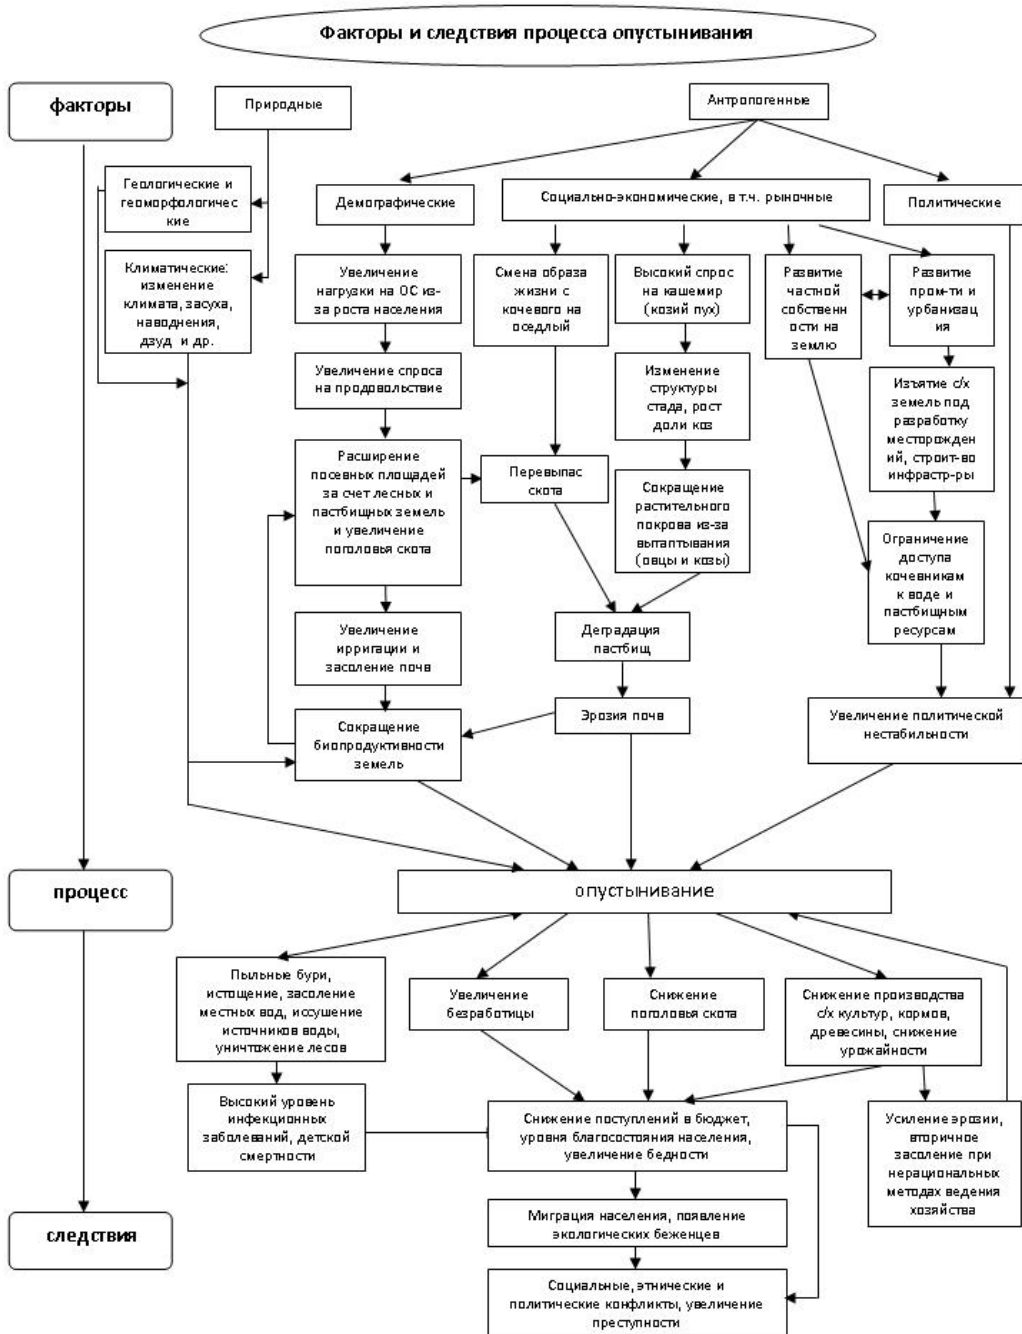 Факторы и следствия процесса опустынивания
факторы
Природные
Антропогенные
Геологические и
геоморфологичес
кие
Демографические
Социально-экономические, в т.ч. рыночные
Политические
Климатические:
изменение
климата, засуха,
наводнения,
дзуд и др.
Увеличение
нагрузки на ОС из-
за роста населения
Смена образа
жизни с
кочевого на
оседлый
Высокий спрос
на кашемир
(козий пух)
Развитие
частной
собственн
ости на
землю
Развитие
пром-ти и
урбанизац
ия
Увеличение спроса
на продовольствие
Изменение
структуры
стада, рост
доли коз
Изъятие с/х
земель под
разработку
месторожден
ий, строит-во
инфрастр-ры
Расширение
посевных площадей
за счет лесных и
пастбищных земель
и увеличение
поголовья скота
Перевыпас
скота
Сокращение
растительного
покрова из-за
вытаптывания
(овцы и козы)
Ограничение
доступа
кочевникам
к воде и
пастбищным
ресурсам
Увеличение
ирригации и
засоление почв
Деградация
пастбищ
Сокращение
биопродуктивности
земель
Эрозия почв
Увеличение политической
нестабильности
процесс
опустынивание
Пыльные бури,
истощение, засоление
местных вод, иссушение
источников воды,
уничтожение лесов
Увеличение
безработицы
Снижение
поголовья скота
Снижение производства
с/х культур, кормов,
древесины, снижение
урожайности
Высокий уровень
инфекционных
заболеваний, детской
смертности
Снижение поступлений в бюджет,
уровня благосостояния населения,
увеличение бедности
Усиление эрозии,
вторичное
засоление при
нерациональных
методах ведения
хозяйства
следствия
Миграция населения, появление
экологических беженцев
Социальные, этнические и
политические конфликты, увеличение
преступности